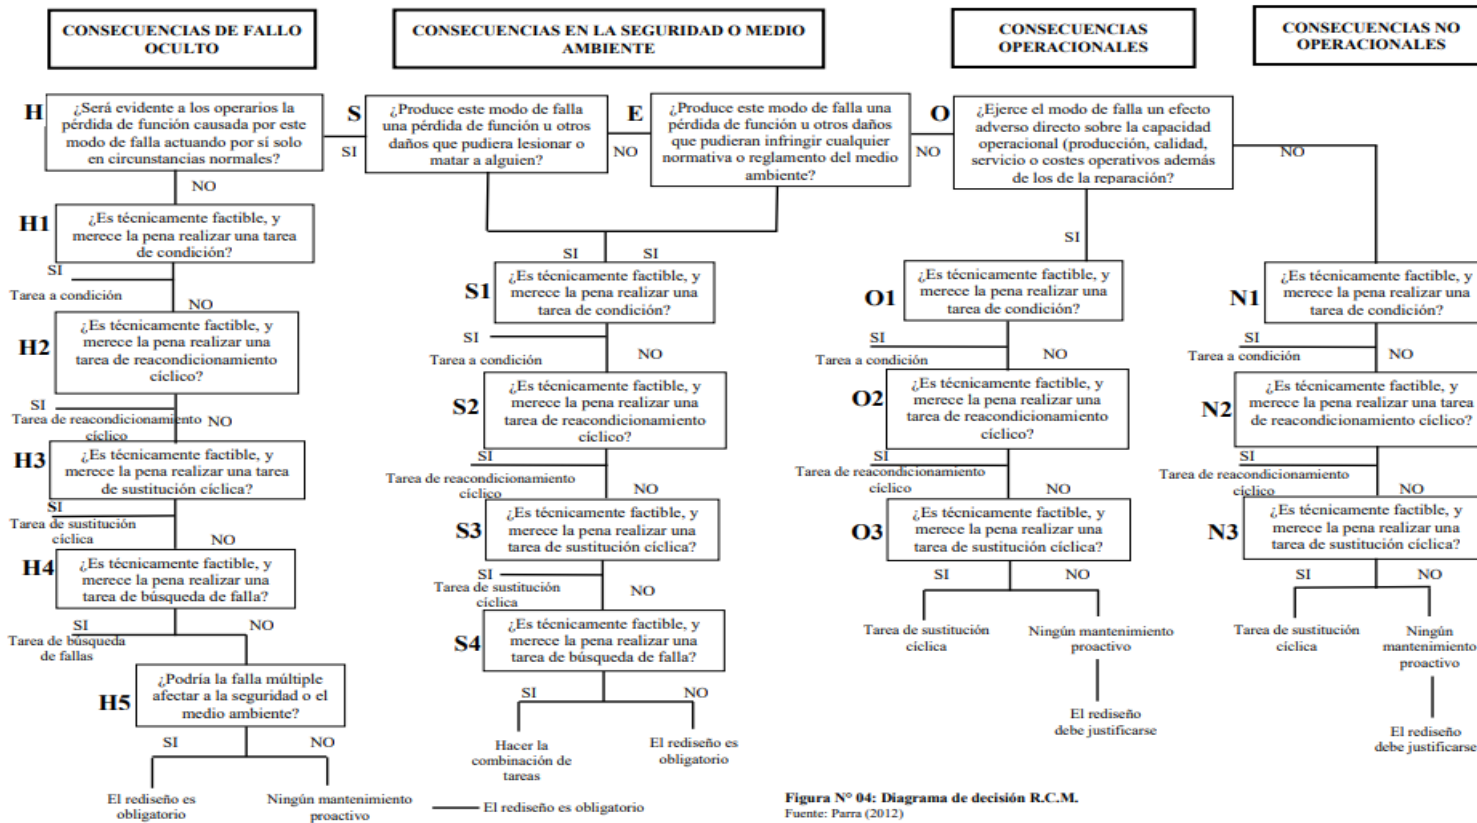 CONSECUENCIAS DE FALLO
OCULTO
CONSECUENCIAS EN LA SEGURIDAD O MEDIO
AMBIENTE
CONSECUENCIAS
OPERACIONALES
CONSECUENCIAS NO
OPERACIONALES
H
¿Será evidente a los operarios la
pérdida de función causada por este
modo de falla actuando por sí solo
en circunstancias normales?
SI
NO
S
¿Produce este modo de falla
una pérdida de función u otros
daños que pudiera lesionar o
matar a alguien?
NO
E
¿Produce este modo de falla una
pérdida de función u otros daños
que pudieran infringir cualquier
normativa o reglamento del medio
ambiente?
NO
O
¿Ejerce el modo de falla un efecto
adverso directo sobre la capacidad
operacional (producción, calidad,
servicio o costes operativos además
de los de la reparación?
NO
SI
SI
SI
H1
¿Es técnicamente factible, y
merece la pena realizar una tarea
de condición?
SI
Tarea a condición
NO
H2
¿Es técnicamente factible, y
merece la pena realizar una
tarea de reacondicionamiento
cíclico?
SI
Tarea de reacondicionamiento
cíclico
NO
H3
¿Es técnicamente factible, y
merece la pena realizar una tarea
de sustitución cíclica?
SI
Tarea de sustitución
cíclica
NO
H4
¿Es técnicamente factible, y
merece la pena realizar una
tarea de búsqueda de falla?
SI
Tarea de búsqueda
de fallas
NO
H5
¿Podría la falla múltiple
afectar a la seguridad o el
medio ambiente?
SI
NO
El rediseño es
obligatorio
Ningún mantenimiento
proactivo
El rediseño es obligatorio
S1
¿Es técnicamente factible, y
merece la pena realizar una
tarea de condición?
SI
Tarea a condición
NO
S2
¿Es técnicamente factible, y
merece la pena realizar una
tarea de reacondicionamiento
cíclico?
SI
Tarea de reacondicionamiento
cíclico
NO
S3
¿Es técnicamente factible, y
merece la pena realizar una
tarea de sustitución cíclica?
SI
Tarea de sustitución
cíclica
NO
S4
¿Es técnicamente factible, y
merece la pena realizar una
tarea de búsqueda de falla?
SI
NO
Hacer la
combinación de
tareas
El rediseño es
obligatorio
O1
¿Es técnicamente factible, y
merece la pena realizar una
tarea de condición?
SI
Tarea a condición
NO
O2
¿Es técnicamente factible, y
merece la pena realizar una
tarea de reacondicionamiento
cíclico?
SI
Tarea de reacondicionamiento
cíclico
NO
O3
¿Es técnicamente factible, y
merece la pena realizar una
tarea de sustitución cíclica?
SI
NO
Tarea de sustitución
cíclica
Ningún mantenimiento
proactivo
El rediseño
debe justificarse
N1
¿Es técnicamente factible, y
merece la pena realizar una
tarea de condición?
SI
Tarea a condición
NO
N2
¿Es técnicamente factible, y
merece la pena realizar una tarea
de reacondicionamiento cíclico?
SI
Tarea de reacondicionamiento
cíclico
NO
N3
¿Es técnicamente factible, y
merece la pena realizar una
tarea de sustitución cíclica?
SI
NO
Tarea de sustitución
cíclica
Ningún
mantenimiento
proactivo
El rediseño
debe justificarse
Figura N° 04: Diagrama de decisión R.C.M.
Fuente: Parra (2012)